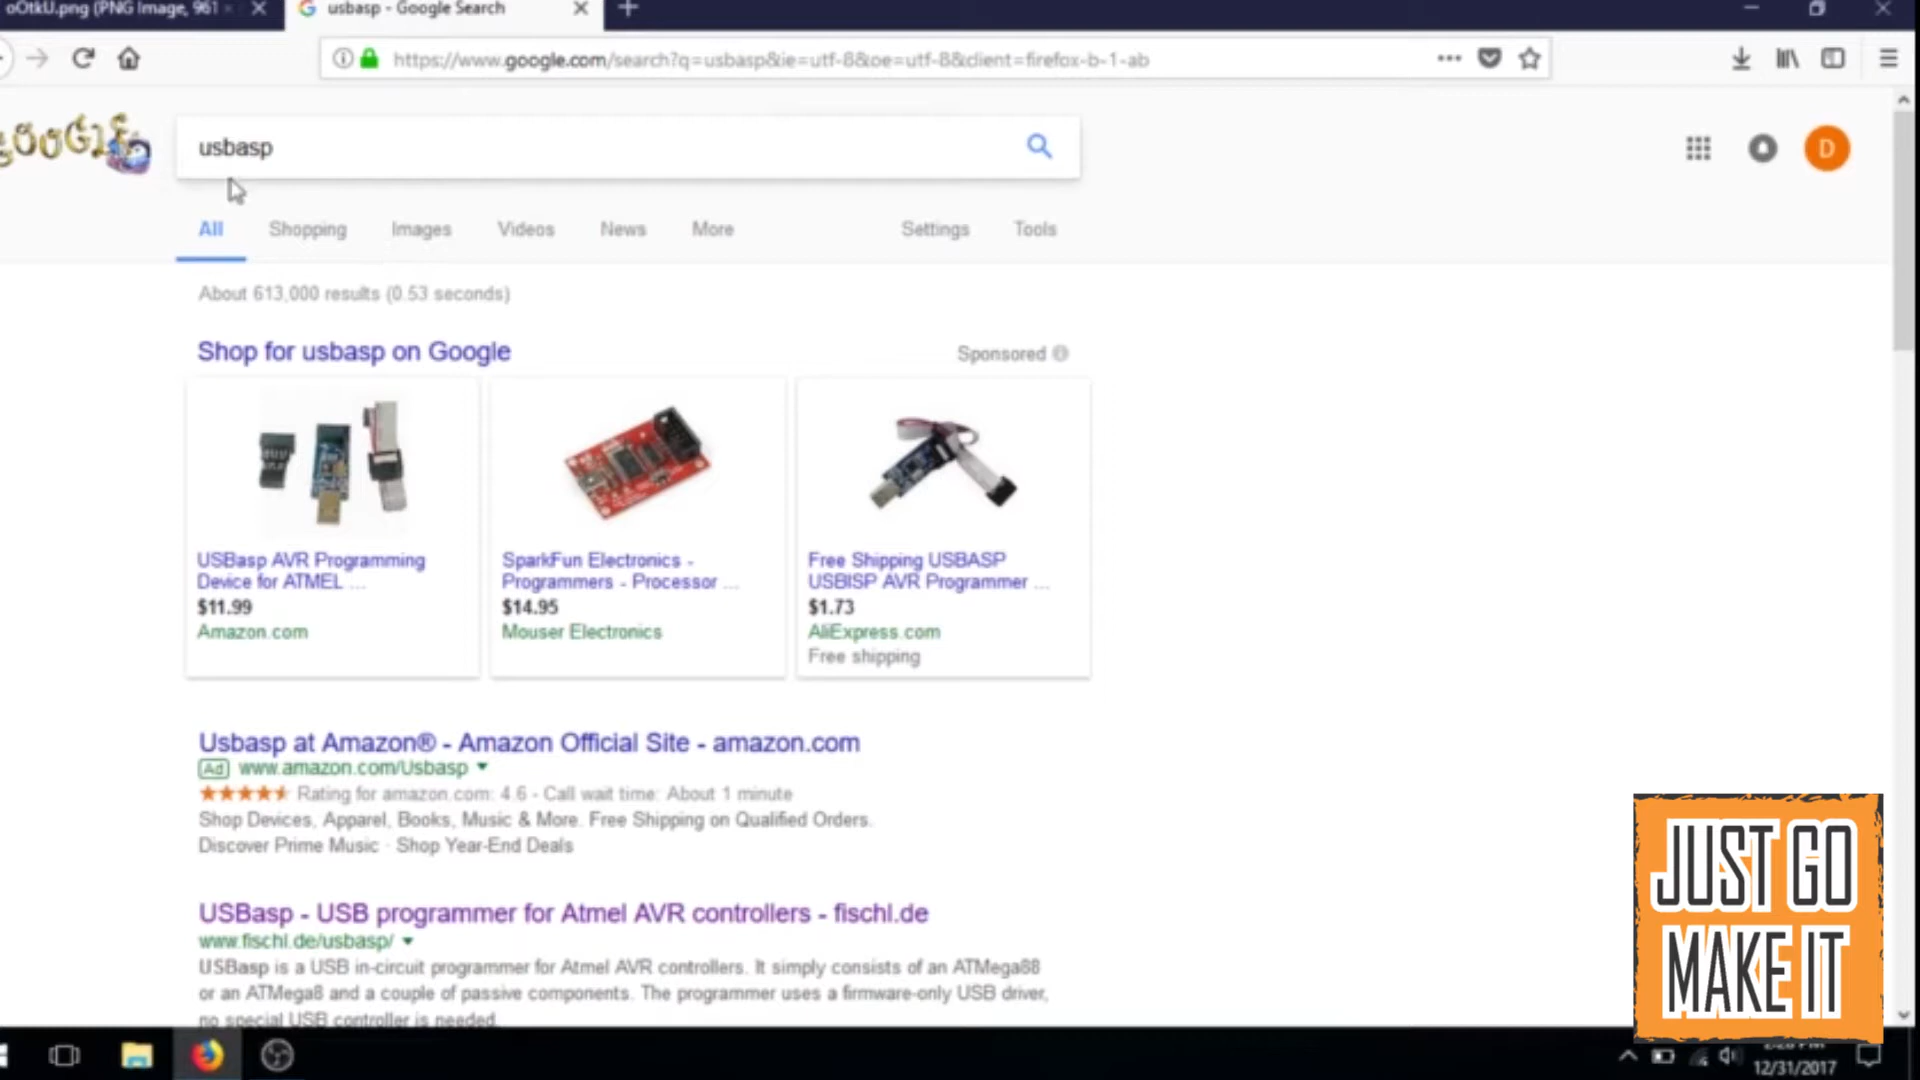 oOtkU.png (PNG Image, 961 ×
usbasp - Google Search
https://www.google.com/search?q=usbasp&ie=utf-8&oe=utf-8&client=firefox-b-1-ab
GOOGLE
usbasp
D
All
Shopping
Images
Videos
News
More
Settings
Tools
About 613,000 results (0.53 seconds)
Shop for usbasp on Google
Sponsored
USBasp AVR Programming
Device for ATMEL ...
$11.99
Amazon.com
SparkFun Electronics -
Programmers - Processor ...
$14.95
Mouser Electronics
Free Shipping USBASP
USBISP AVR Programmer ...
$1.73
AliExpress.com
Free shipping
Usbasp at Amazon® - Amazon Official Site - amazon.com
Ad www.amazon.com/Usbasp
Rating for amazon.com: 4.6 - Call wait time: About 1 minute
Shop Devices, Apparel, Books, Music & More. Free Shipping on Qualified Orders.
Discover Prime Music · Shop Year-End Deals
USBasp - USB programmer for Atmel AVR controllers - fischl.de
www.fischl.de/usbasp/
USBasp is a USB in-circuit programmer for Atmel AVR controllers. It simply consists of an ATMega88
or an ATMega8 and a couple of passive components. The programmer uses a firmware-only USB driver,
no special USB controller is needed.
JUST GO
MAKE IT
12/31/2017